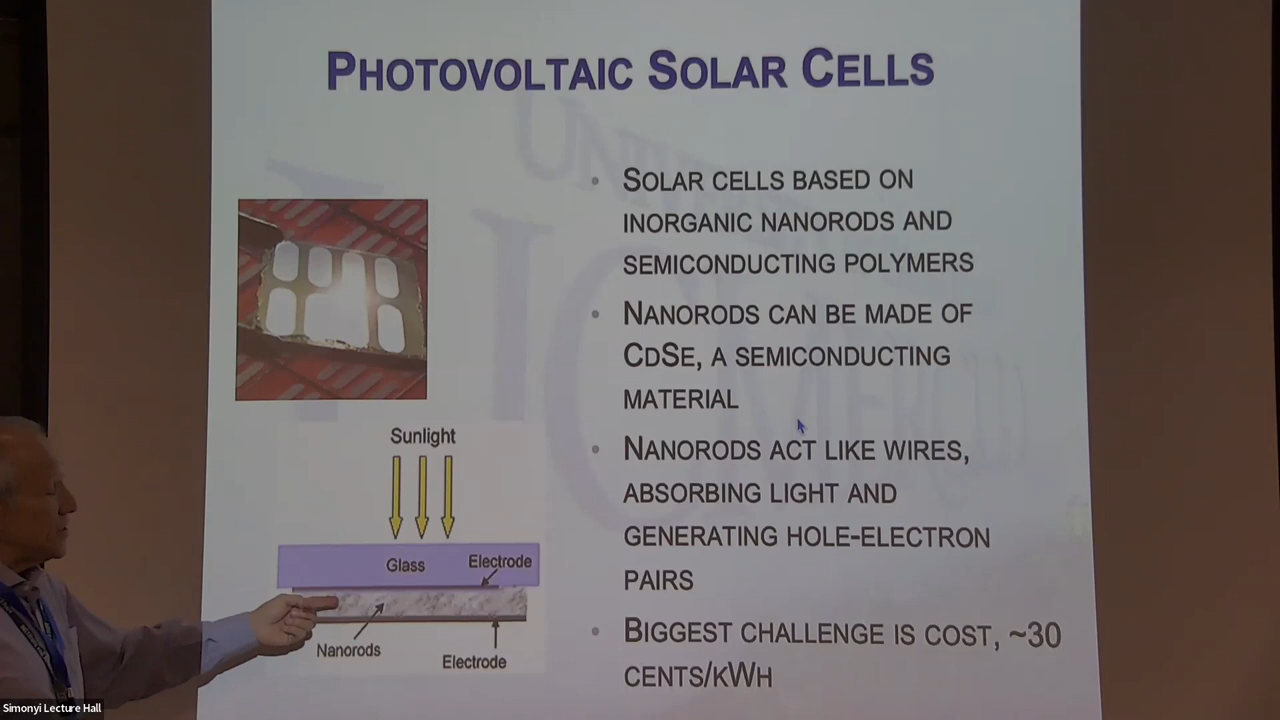 PHOTOVOLTAIC SOLAR CELLS
SOLAR CELLS BASED ON
INORGANIC NANORODS AND
SEMICONDUCTING POLYMERS
NANORODS CAN BE MADE OF
CDSE, A SEMICONDUCTING
MATERIAL
NANORODS ACT LIKE WIRES,
ABSORBING LIGHT AND
GENERATING HOLE-ELECTRON
PAIRS
BIGGEST CHALLENGE IS COST, ~30
CENTS/KWH
Sunlight
Glass
Electrode
Nanorods
Electrode
Simonyi Lecture Hall